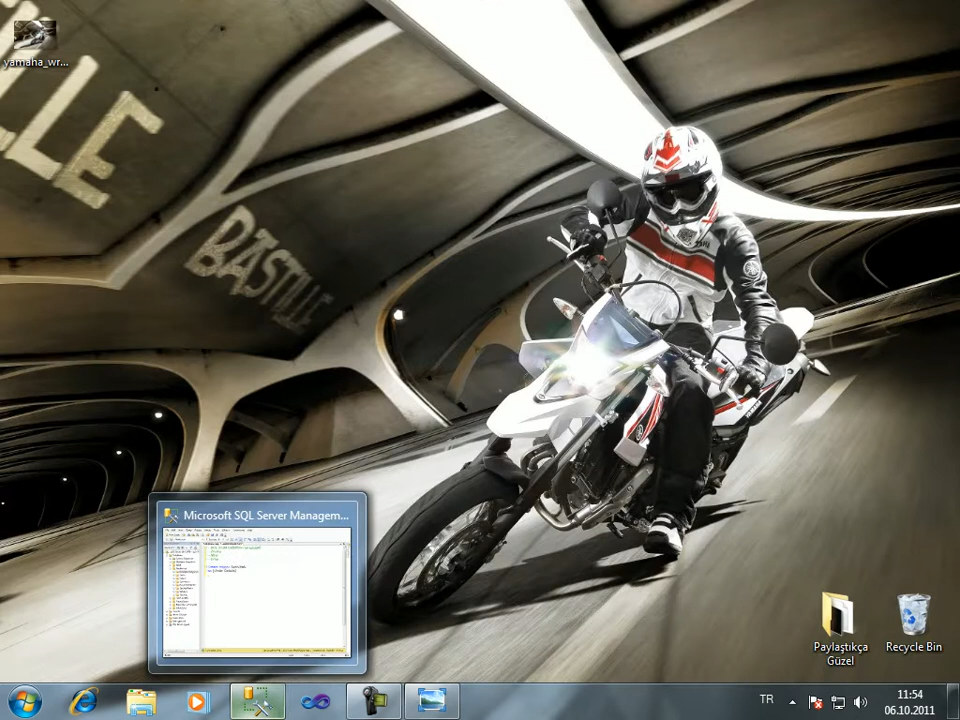 yamaha_wr...
LLE
BASTILLE
Microsoft SQL Server Managem...
Paylaştıkça
Güzel
Recycle Bin
TR
11:54
06.10.2011